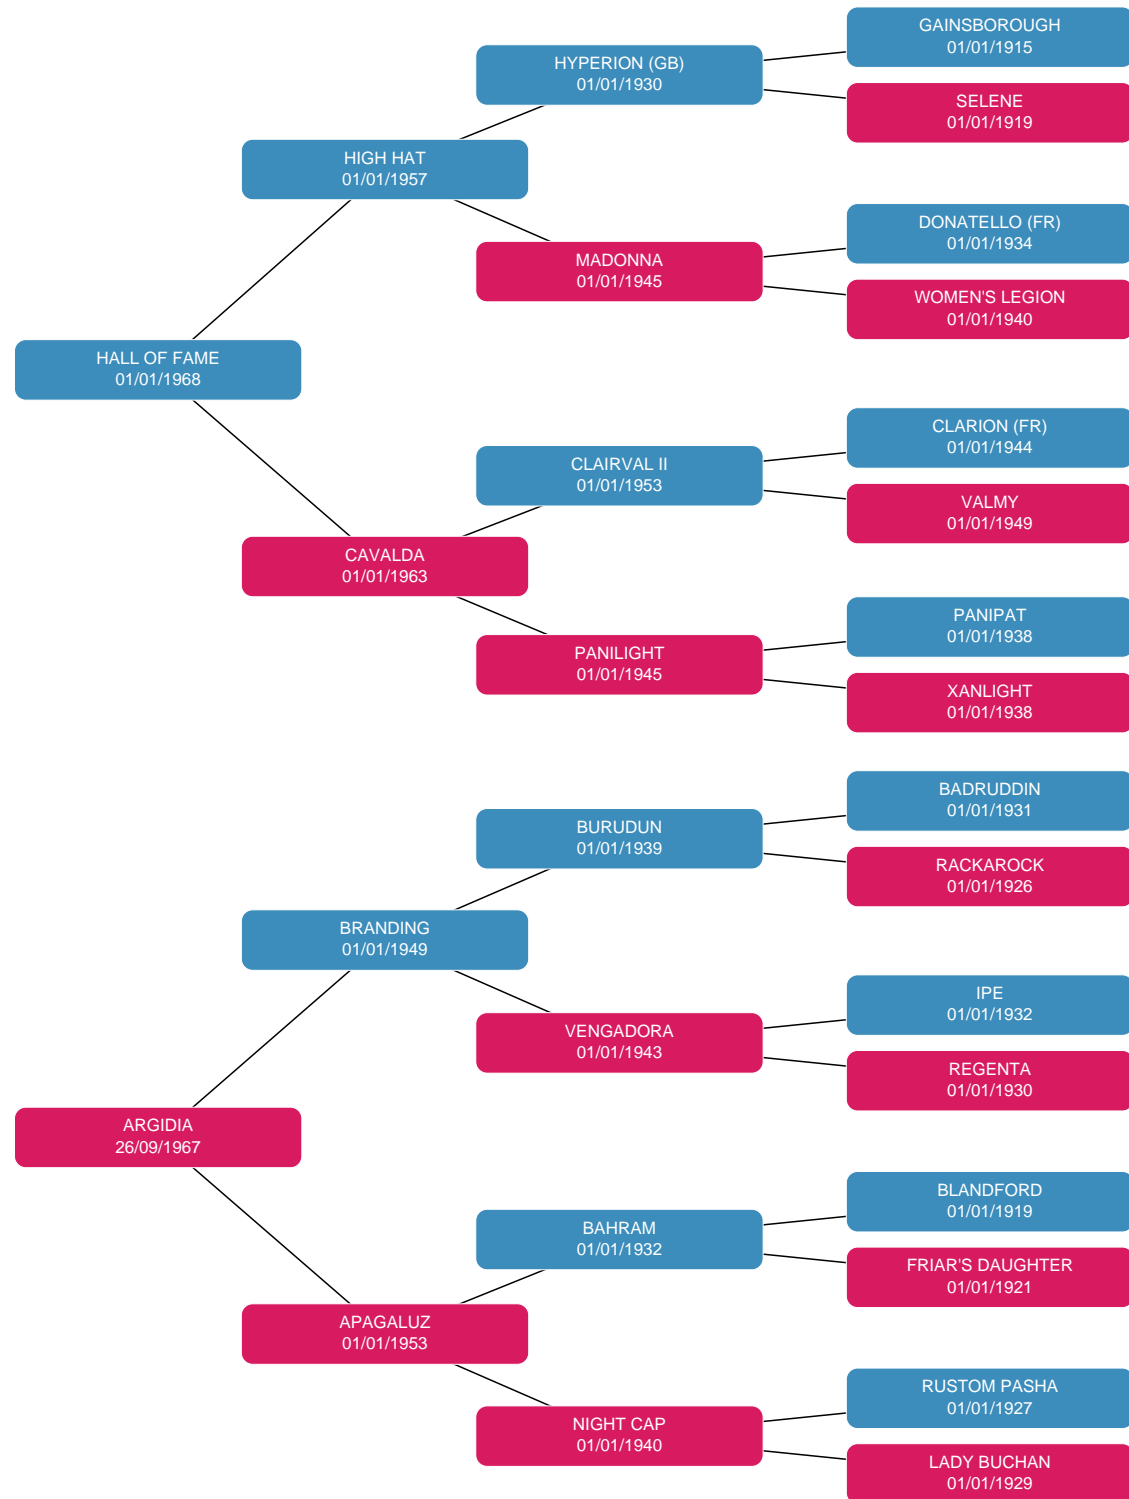 GAINSBOROUGH
01/01/1915
HYPERION (GB)
01/01/1930
SELENE
01/01/1919
HIGH HAT
01/01/1957
DONATELLO (FR)
01/01/1934
MADONNA
01/01/1945
WOMEN'S LEGION
01/01/1940
HALL OF FAME
01/01/1968
CLARION (FR)
01/01/1944
CLAIRVAL II
01/01/1953
VALMY
01/01/1949
CAVALDA
01/01/1963
PANIPAT
01/01/1938
PANILIGHT
01/01/1945
XANLIGHT
01/01/1938
BADRUDDIN
01/01/1931
BURUDUN
01/01/1939
RACKAROCK
01/01/1926
BRANDING
01/01/1949
IPE
01/01/1932
VENGADORA
01/01/1943
REGENTA
01/01/1930
ARGIDIA
26/09/1967
BLANDFORD
01/01/1919
BAHRAM
01/01/1932
FRIAR'S DAUGHTER
01/01/1921
APAGALUZ
01/01/1953
RUSTOM PASHA
01/01/1927
NIGHT CAP
01/01/1940
LADY BUCHAN
01/01/1929